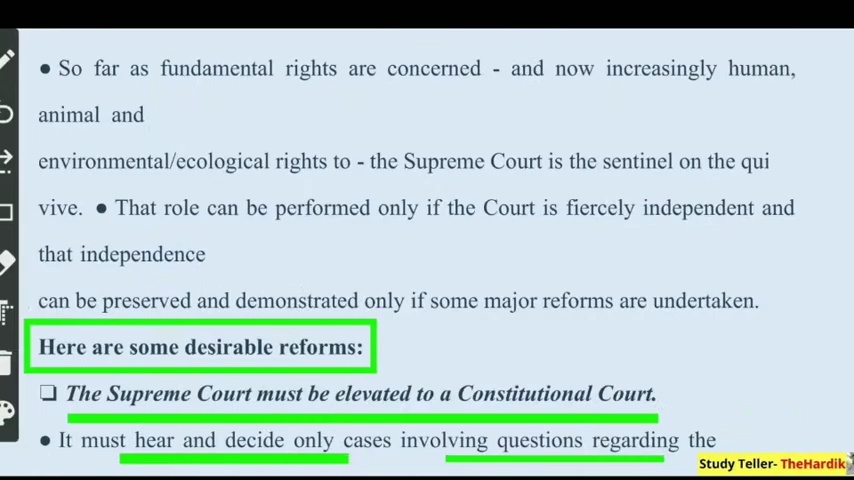 ● So far as fundamental rights are concerned - and now increasingly human,
animal and
environmental/ecological rights to - the Supreme Court is the sentinel on the qui
vive. ● That role can be performed only if the Court is fiercely independent and
that independence
can be preserved and demonstrated only if some major reforms are undertaken.
Here are some desirable reforms:
❑ The Supreme Court must be elevated to a Constitutional Court.
● It must hear and decide only cases involving questions regarding the
Study Teller- TheHardik